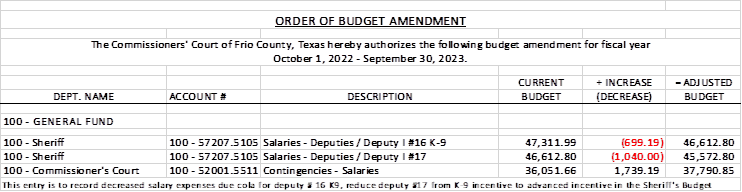 ORDER OF BUDGET AMENDMENT
The Commissioners' Court of Frio County, Texas hereby authorizes the following budget amendment for fiscal year
October 1, 2022 - September 30, 2023.
CURRENT + INCREASE = ADJUSTED
DEPT. NAME ACCOUNT # DESCRIPTION BUDGET (DECREASE) BUDGET
100 - GENERAL FUND
100 - Sheriff 100 - 57207.5105 Salaries - Deputies / Deputy I #16 K-9 47,311.99 (699.19) 46,612.80
100 - Sheriff 100 - 57207.5105 Salaries - Deputies / Deputy I #17 46,612.80 (1,040.00) 45,572.80
100 - Commissioner's Court 100 - 52001.5511 Contingencies - Salaries 36,051.66 1,739.19 37,790.85
This entry is to record decreased salary expenses due cola for deputy # 16 K9, reduce deputy #17 from K-9 incentive to advanced incentive in the Sheriff's Budget